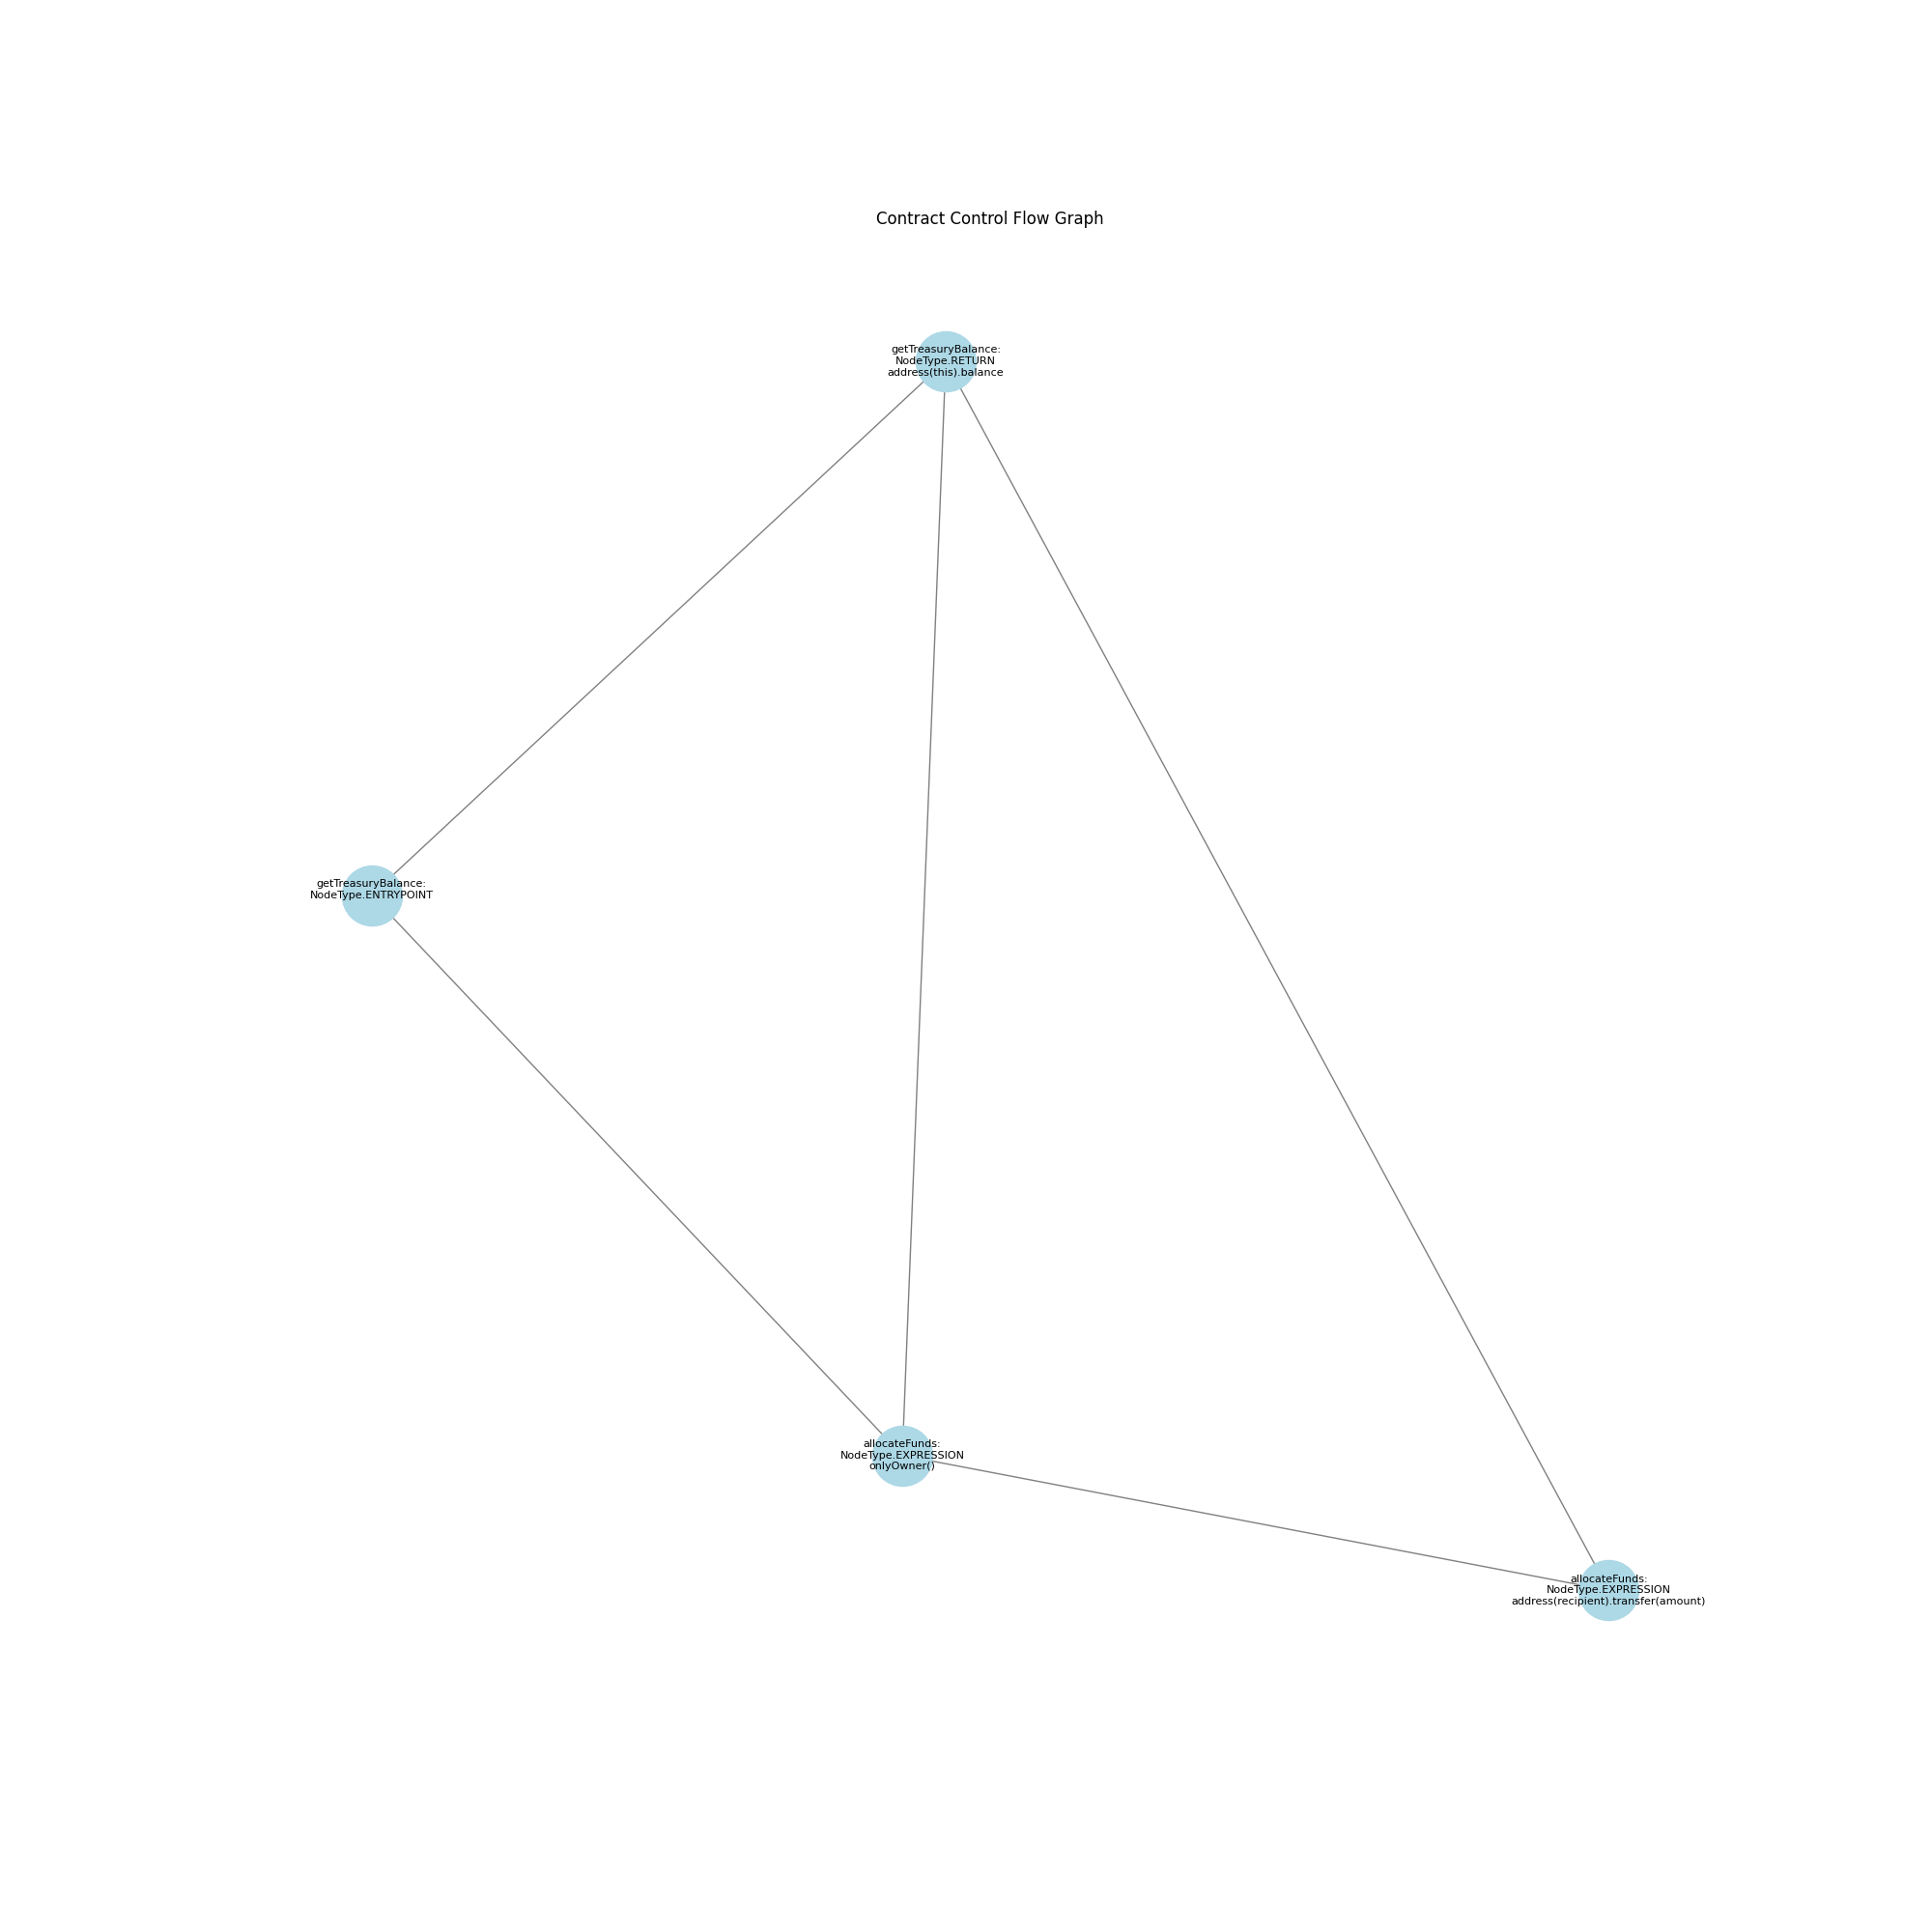 Contract Control Flow Graph
getTreasuryBalance:
NodeType.RETURN
address(this).balance
getTreasuryBalance:
NodeType.ENTRYPOINT
allocateFunds:
NodeType.EXPRESSION
onlyOwner()
allocateFunds:
NodeType.EXPRESSION
address(recipient).transfer(amount)